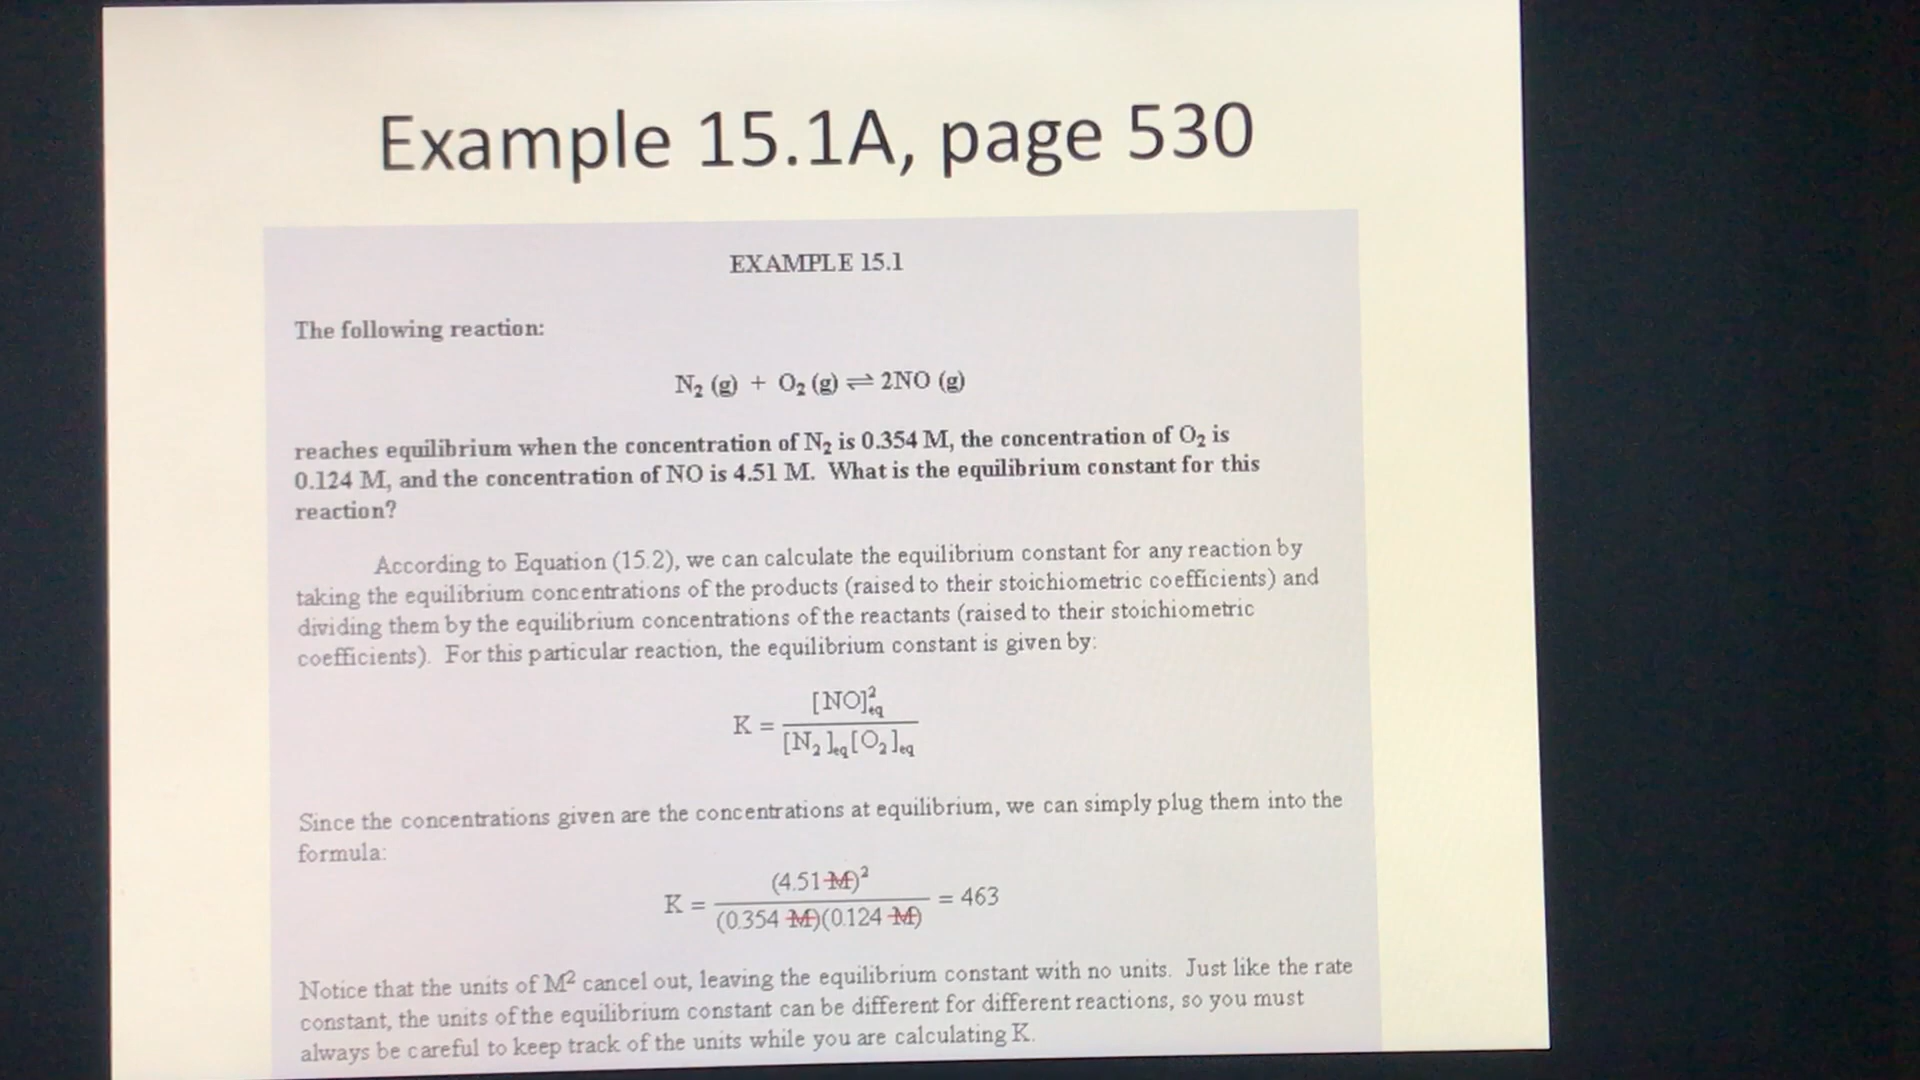 Example 15.1A, page 530
EXAMPLE 15.1
The following reaction:
N₂ (g) + O₂ (g) ⇌ 2NO (g)
reaches equilibrium when the concentration of N₂ is 0.354 M, the concentration of O₂ is
0.124 M, and the concentration of NO is 4.51 M. What is the equilibrium constant for this
reaction?
According to Equation (15.2), we can calculate the equilibrium constant for any reaction by
taking the equilibrium concentrations of the products (raised to their stoichiometric coefficients) and
dividing them by the equilibrium concentrations of the reactants (raised to their stoichiometric
coefficients). For this particular reaction, the equilibrium constant is given by:
K = [NO]²eq / [N₂]eq[O₂]eq
Since the concentrations given are the concentrations at equilibrium, we can simply plug them into the
formula:
K = (4.51 M)² / (0.354 M)(0.124 M) = 463
Notice that the units of M² cancel out, leaving the equilibrium constant with no units. Just like the rate
constant, the units of the equilibrium constant can be different for different reactions, so you must
always be careful to keep track of the units while you are calculating K.